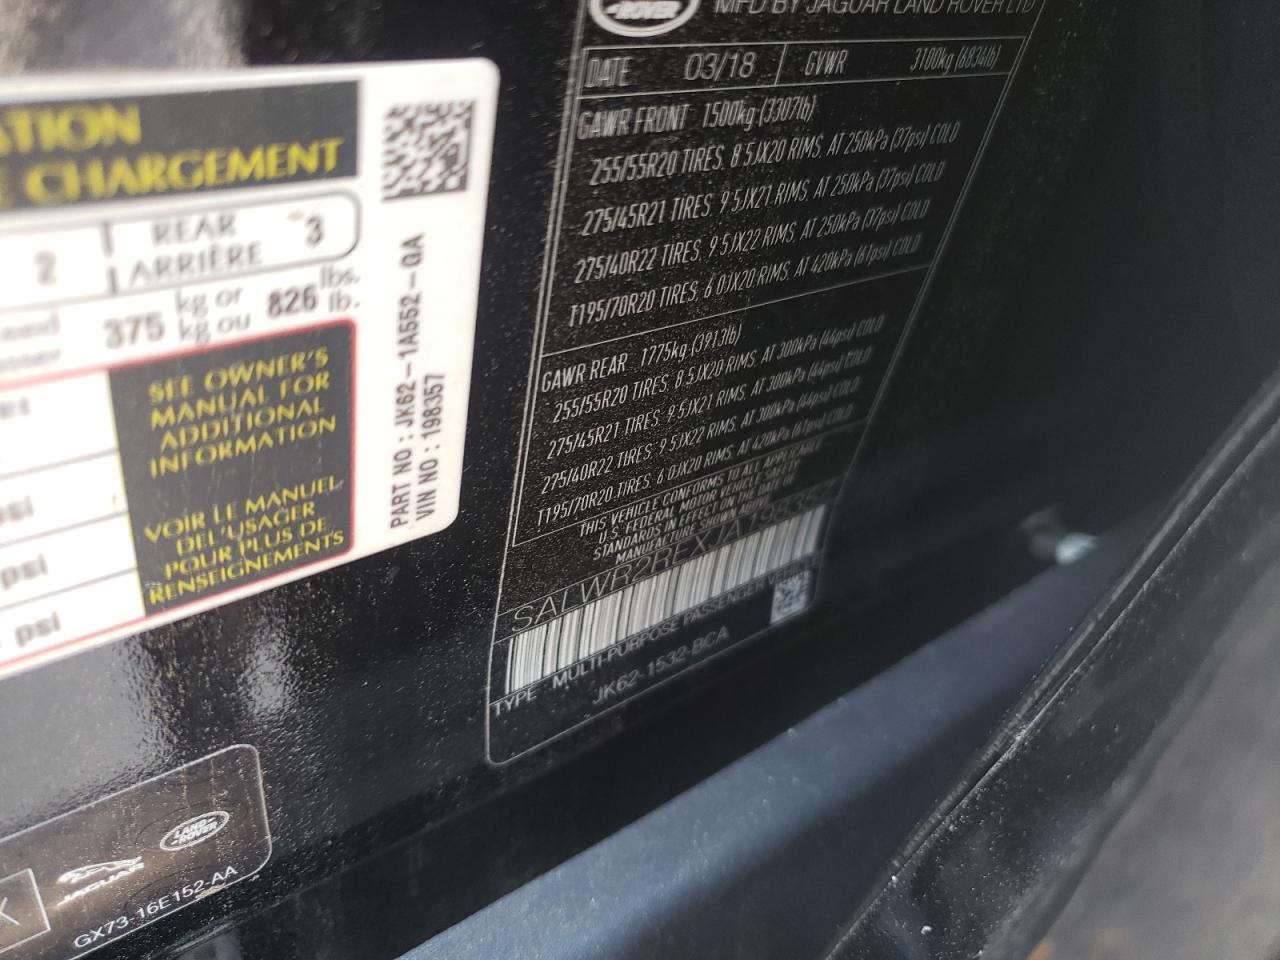 ATION
E CHARGEMENT
2 REAR 3
ARRIÈRE
375 kg or 826 lbs.
kg ou lb.
SEE OWNER'S
MANUAL FOR
ADDITIONAL
INFORMATION
VOIR LE MANUEL
DE L'USAGER
POUR PLUS DE
RENSEIGNEMENTS
psi
psi
psi
PART NO : JK62-1A552-GA
VIN NO : 198357
ROVER
MFD BY JAGUAR LAND ROVER LTD
DATE 03/18 GVWR 3100kg (6834lb)
GAWR FRONT 1500kg (3307lb)
255/55R20 TIRES, 8.5JX20 RIMS, AT 250kPa (37psi) COLD
275/45R21 TIRES, 9.5JX21 RIMS, AT 250kPa (37psi) COLD
275/40R22 TIRES, 9.5JX22 RIMS, AT 250kPa (37psi) COLD
T195/70R20 TIRES, 6.0JX20 RIMS, AT 420kPa (61psi) COLD
GAWR REAR 1775kg (3913lb)
255/55R20 TIRES, 8.5JX20 RIMS, AT 300kPa (44psi) COLD
275/45R21 TIRES, 9.5JX21 RIMS, AT 300kPa (44psi) COLD
275/40R22 TIRES, 9.5JX22 RIMS, AT 300kPa (44psi) COLD
T195/70R20 TIRES, 6.0JX20 RIMS, AT 420kPa (61psi) COLD
THIS VEHICLE CONFORMS TO ALL APPLICABLE
U.S. FEDERAL MOTOR VEHICLE SAFETY
STANDARDS IN EFFECT ON THE DATE OF
MANUFACTURE SHOWN ABOVE
SALWR2REXJA198357
TYPE MULTI-PURPOSE PASSENGER VEHICLE
JK62-1532-BCA
LAND ROVER
JAGUAR
GX73-16E152-AA